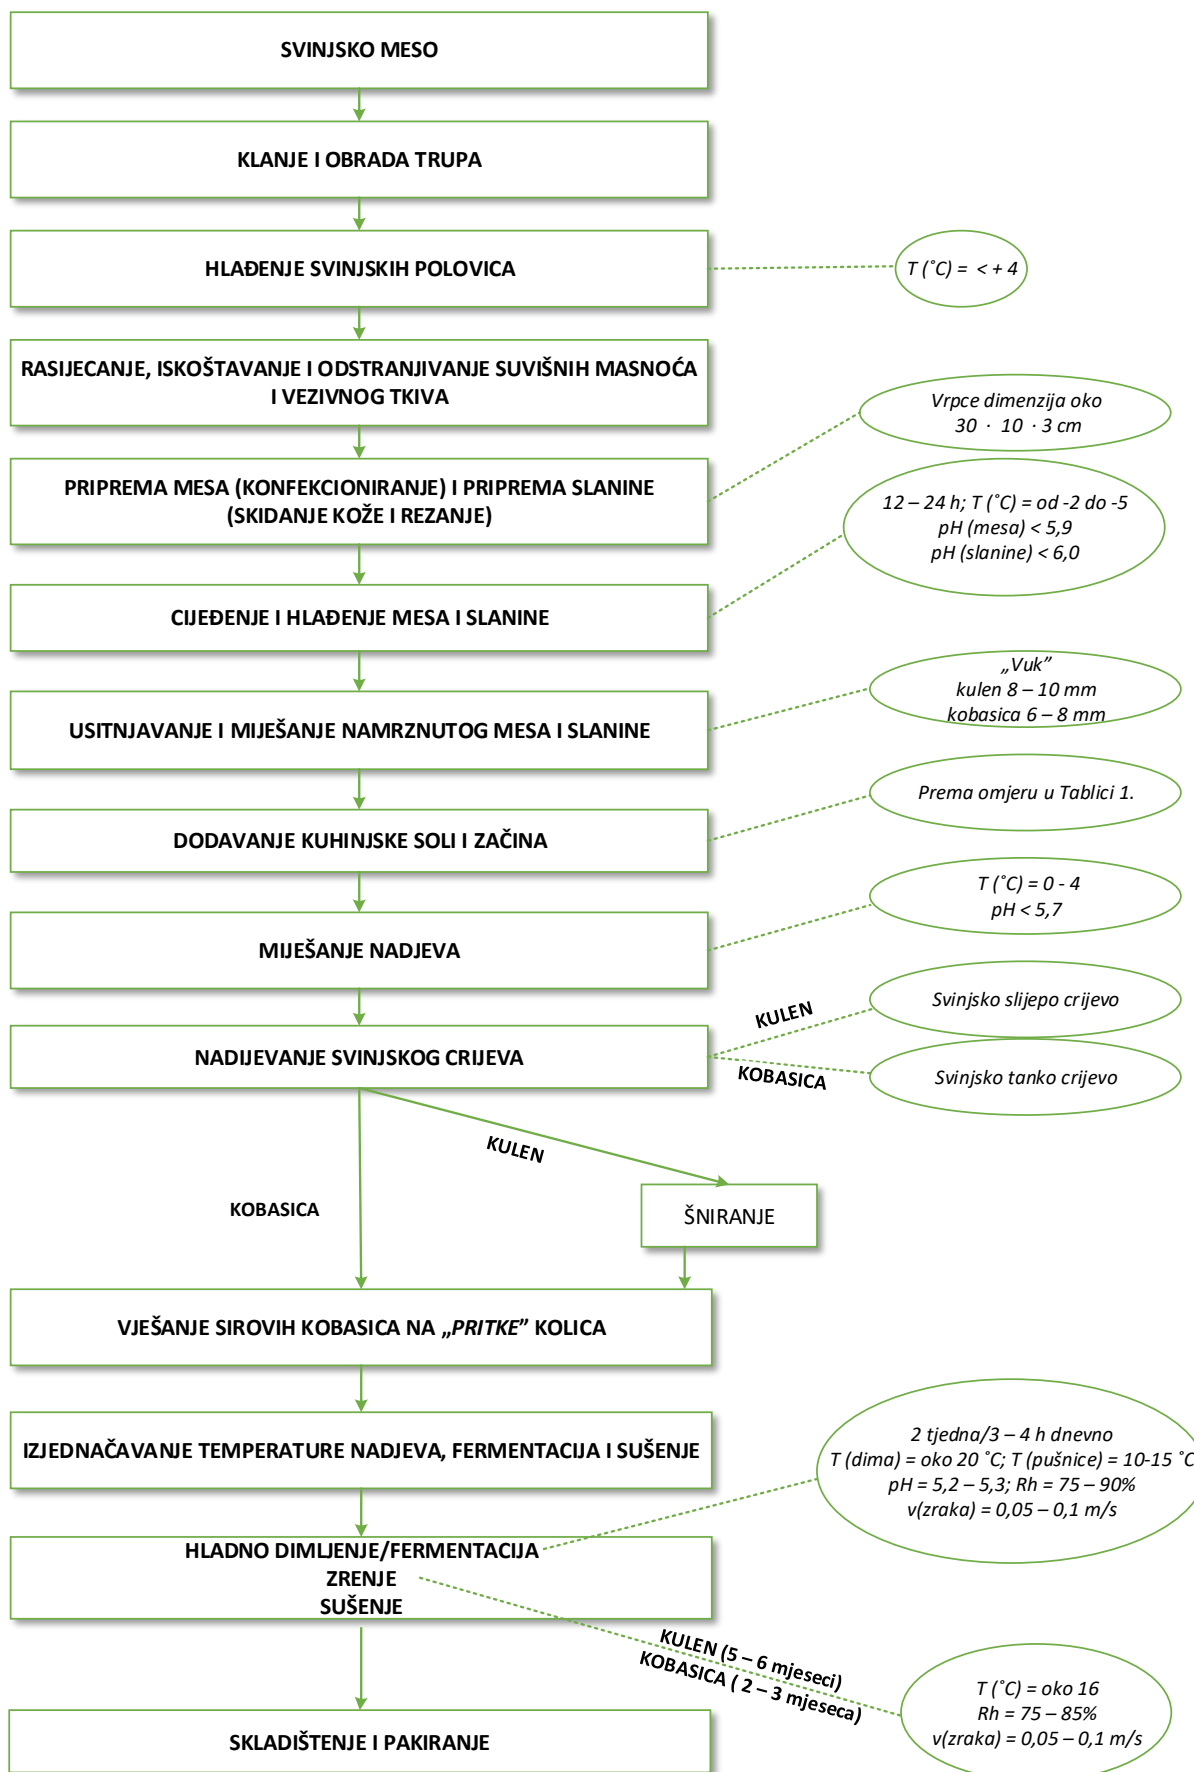 SVINJSKO MESO
KLANJE I OBRADA TRUPA
HLAĐENJE SVINJSKIH POLOVICA
T (˚C) = < + 4
RASIJECANJE, ISKOŠTAVANJE I ODSTRANJIVANJE SUVIŠNIH MASNOĆA
I VEZIVNOG TKIVA
Vrpce dimenzija oko
30 · 10 · 3 cm
PRIPREMA MESA (KONFEKCIONIRANJE) I PRIPREMA SLANINE
(SKIDANJE KOŽE I REZANJE)
12 – 24 h; T (˚C) = od -2 do -5
pH (mesa) < 5,9
pH (slanine) < 6,0
CIJEĐENJE I HLAĐENJE MESA I SLANINE
„Vuk”
kulen 8 – 10 mm
kobasica 6 – 8 mm
USITNJAVANJE I MIJEŠANJE NAMRZNUTOG MESA I SLANINE
Prema omjeru u Tablici 1.
DODAVANJE KUHINJSKE SOLI I ZAČINA
T (˚C) = 0 - 4
pH < 5,7
MIJEŠANJE NADJEVA
KULEN
Svinjsko slijepo crijevo
NADIJEVANJE SVINJSKOG CRIJEVA
KOBASICA
Svinjsko tanko crijevo
KULEN
KOBASICA
ŠNIRANJE
VJEŠANJE SIROVIH KOBASICA NA „PRITKE” KOLICA
IZJEDNAČAVANJE TEMPERATURE NADJEVA, FERMENTACIJA I SUŠENJE
2 tjedna/3 – 4 h dnevno
T (dima) = oko 20 ˚C; T (pušnice) = 10-15 ˚C
pH = 5,2 – 5,3; Rh = 75 – 90%
v(zraka) = 0,05 – 0,1 m/s
HLADNO DIMLJENJE/FERMENTACIJA
ZRENJE
SUŠENJE
KULEN (5 – 6 mjeseci)
KOBASICA ( 2 – 3 mjeseca)
T (˚C) = oko 16
Rh = 75 – 85%
v(zraka) = 0,05 – 0,1 m/s
SKLADIŠTENJE I PAKIRANJE